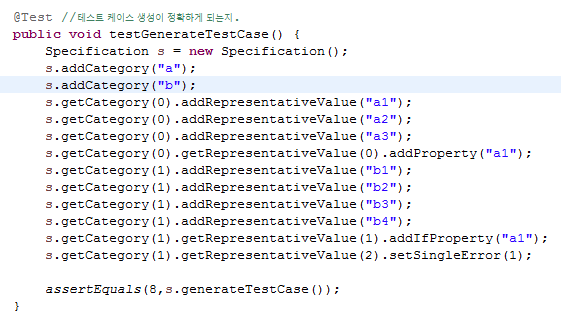 @Test //테스트 케이스 생성이 정확하게 되는지.
public void testGenerateTestCase() {
Specification s = new Specification();
s.addCategory("a");
s.addCategory("b");
s.getCategory(0).addRepresentativeValue("a1");
s.getCategory(0).addRepresentativeValue("a2");
s.getCategory(0).addRepresentativeValue("a3");
s.getCategory(0).getRepresentativeValue(0).addProperty("a1");
s.getCategory(1).addRepresentativeValue("b1");
s.getCategory(1).addRepresentativeValue("b2");
s.getCategory(1).addRepresentativeValue("b3");
s.getCategory(1).addRepresentativeValue("b4");
s.getCategory(1).getRepresentativeValue(1).addIfProperty("a1");
s.getCategory(1).getRepresentativeValue(2).setSingleError(1);
assertEquals(8,s.generateTestCase());
}